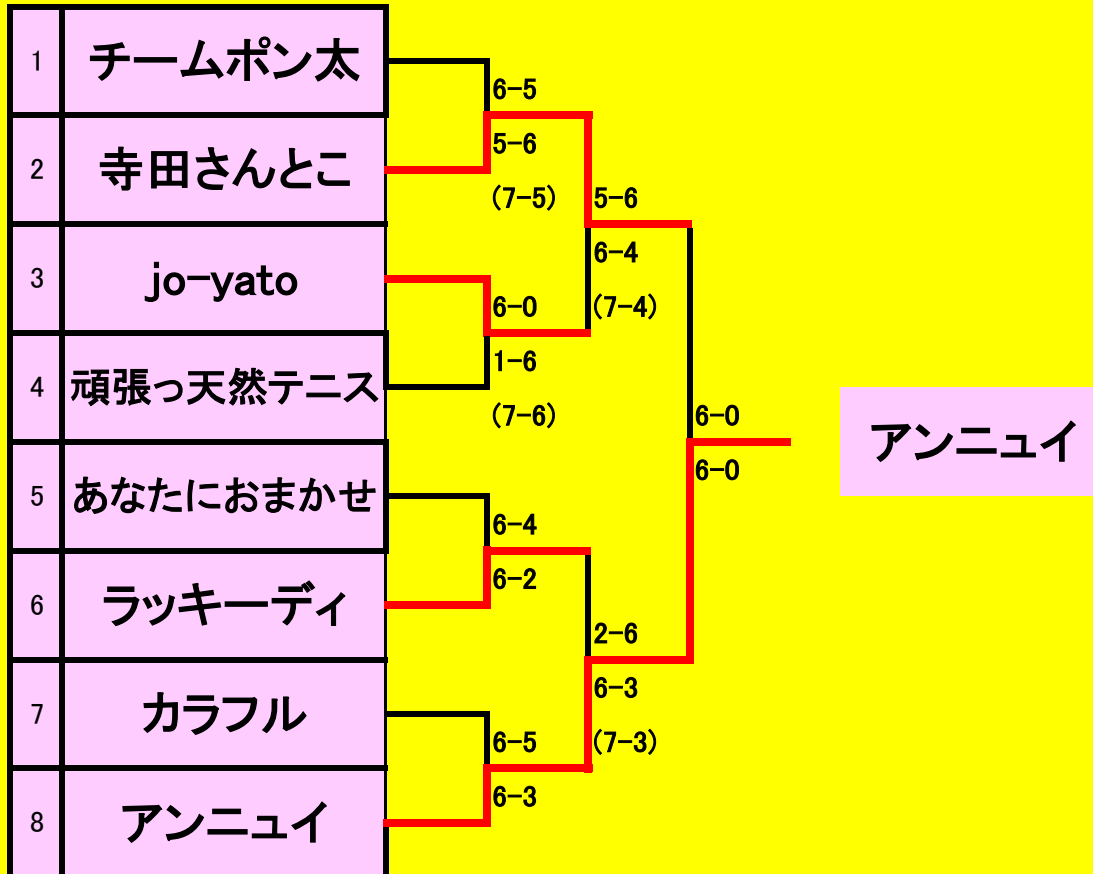 1 チームポン太
6-5
2 寺田さんとこ
5-6
(7-5)
5-6
3 jo-yato
6-4
6-0
(7-4)
4 頑張っ天然テニス
1-6
(7-6)
6-0
アンニュイ
5 あなたにおまかせ
6-0
6-4
6 ラッキーディ
6-2
2-6
7 カラフル
6-3
6-5
(7-3)
8 アンニュイ
6-3